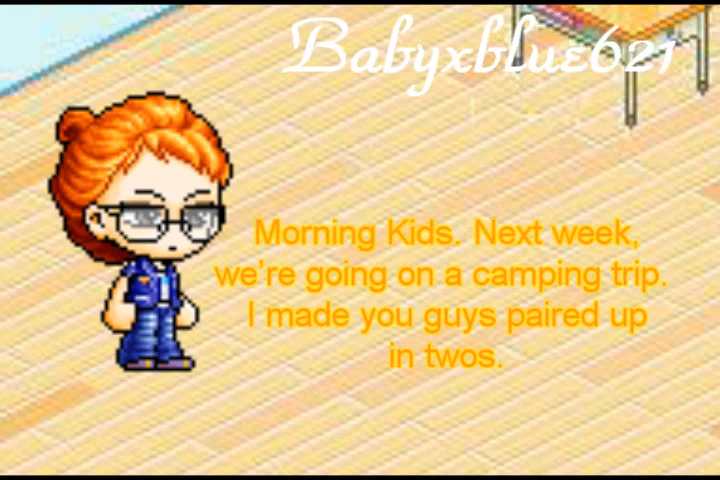 Babyxblue621
Morning Kids. Next week,
we're going on a camping trip.
I made you guys paired up
in twos.